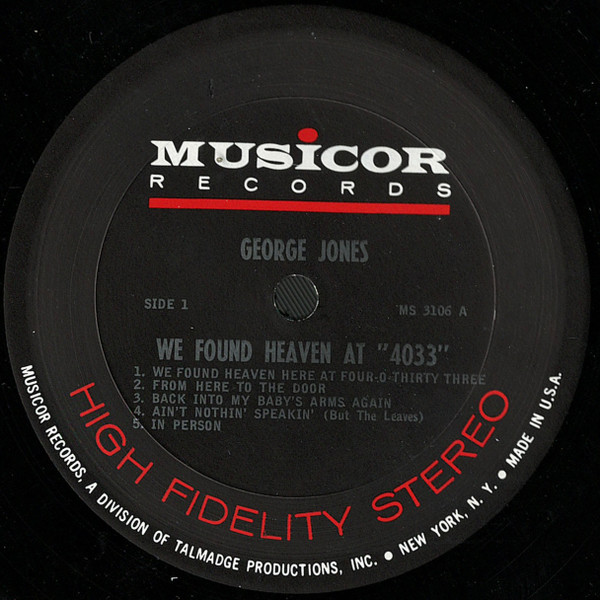 MUSiCOR
RECORDS
GEORGE JONES
SIDE 1
MS 3106 A
WE FOUND HEAVEN AT "4033"
1. WE FOUND HEAVEN HERE AT FOUR-O-THIRTY THREE
2. FROM HERE TO THE DOOR
3. BACK INTO MY BABY'S ARMS AGAIN
4. AIN'T NOTHIN' SPEAKIN' (But The Leaves)
5. IN PERSON
HIGH FIDELITY STEREO
MUSICOR RECORDS, A DIVISION OF TALMADGE PRODUCTIONS, INC. • NEW YORK, N. Y. • MADE IN U.S.A.